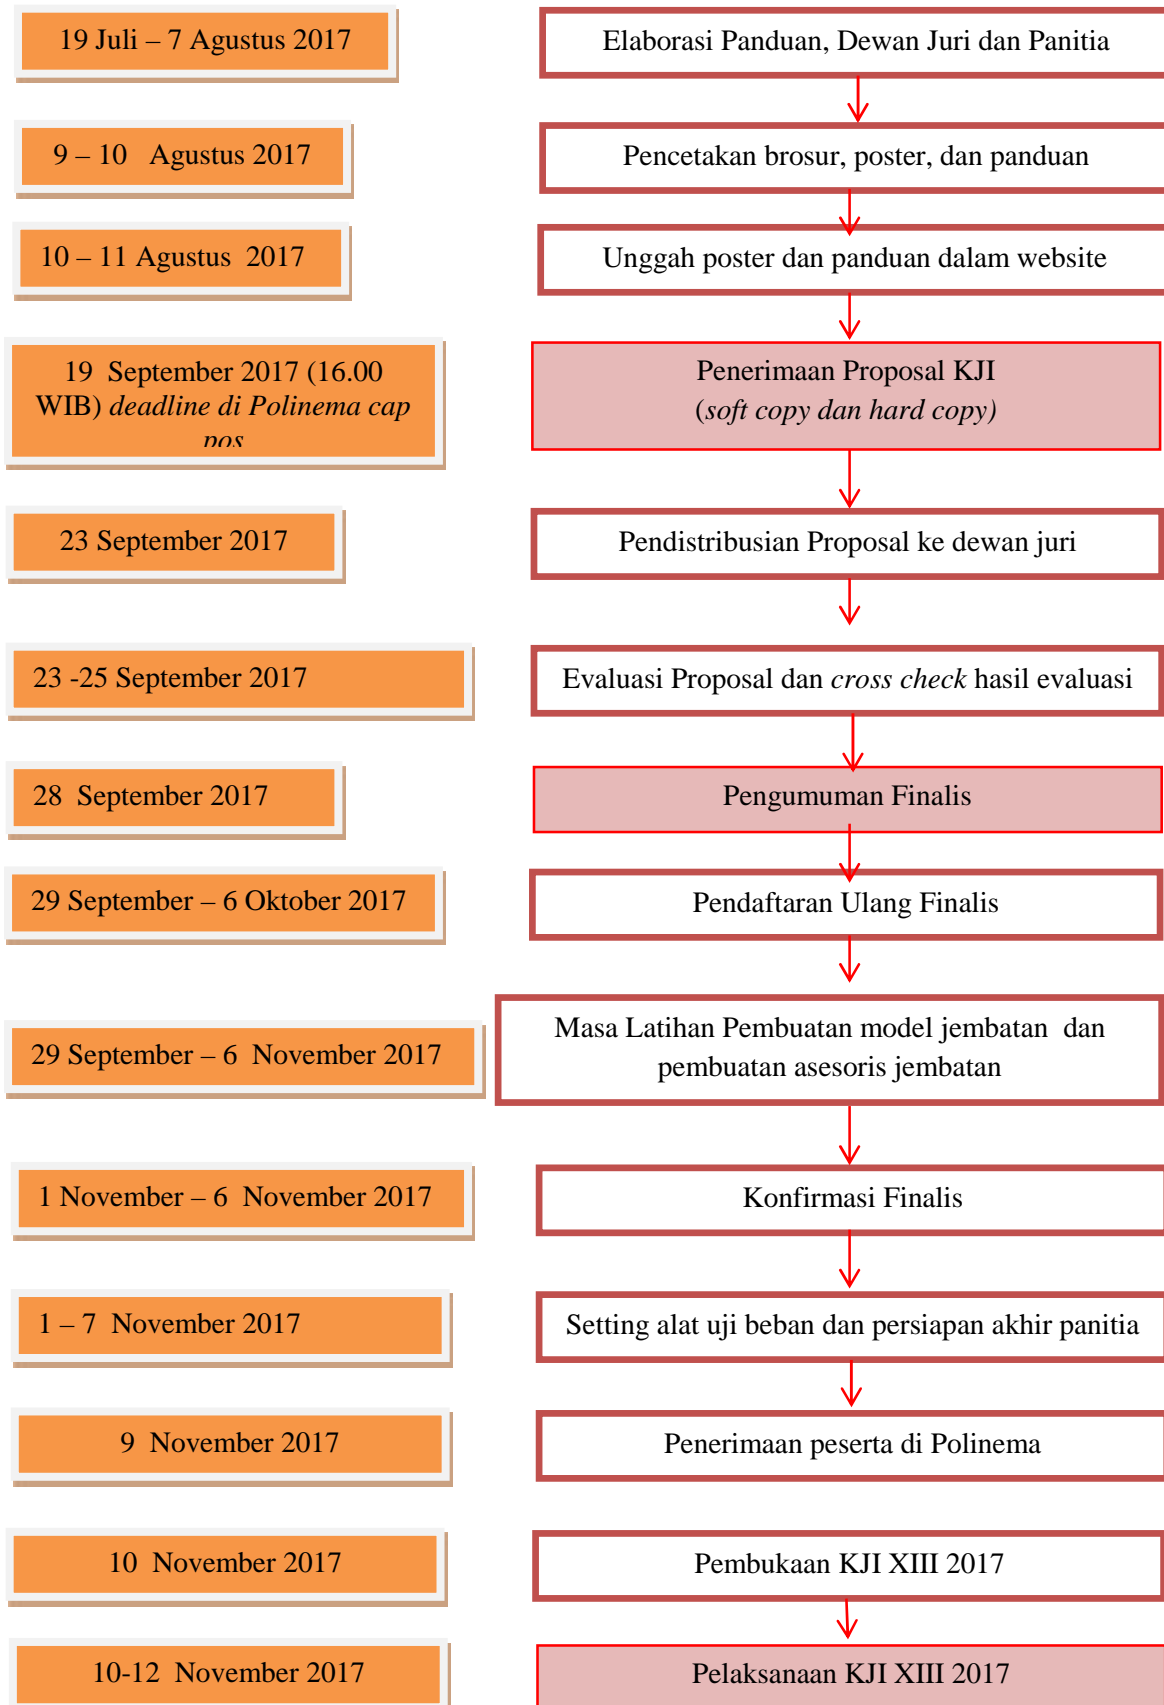 19 Juli – 7 Agustus 2017
Elaborasi Panduan, Dewan Juri dan Panitia
9 – 10 Agustus 2017
Pencetakan brosur, poster, dan panduan
10 – 11 Agustus 2017
Unggah poster dan panduan dalam website
19 September 2017 (16.00
WIB) deadline di Polinema cap
pos
Penerimaan Proposal KJI
(soft copy dan hard copy)
23 September 2017
Pendistribusian Proposal ke dewan juri
23 -25 September 2017
Evaluasi Proposal dan cross check hasil evaluasi
28 September 2017
Pengumuman Finalis
29 September – 6 Oktober 2017
Pendaftaran Ulang Finalis
29 September – 6 November 2017
Masa Latihan Pembuatan model jembatan dan
pembuatan asesoris jembatan
1 November – 6 November 2017
Konfirmasi Finalis
1 – 7 November 2017
Setting alat uji beban dan persiapan akhir panitia
9 November 2017
Penerimaan peserta di Polinema
10 November 2017
Pembukaan KJI XIII 2017
10-12 November 2017
Pelaksanaan KJI XIII 2017